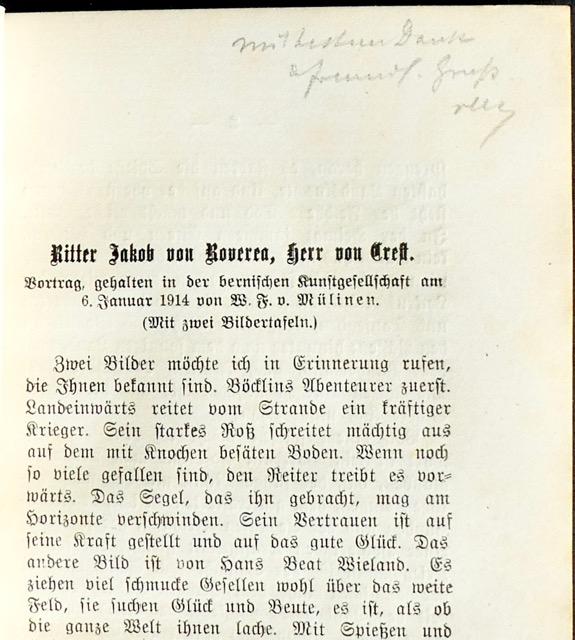 mit bestem Dank
& freundl. Gruß
Ritter Jakob von Roverea, Herr von Crest.
Vortrag, gehalten in der bernischen Kunstgesellschaft am
6. Januar 1914 von W. F. v. Mülinen.
(Mit zwei Bildertafeln.)
Zwei Bilder möchte ich in Erinnerung rufen,
die Ihnen bekannt sind. Böcklins Abenteurer zuerst.
Landeinwärts reitet vom Strande ein kräftiger
Krieger. Sein starkes Roß schreitet mächtig aus
auf dem mit Knochen besäten Boden. Wenn noch
so viele gefallen sind, den Reiter treibt es vor-
wärts. Das Segel, das ihn gebracht, mag am
Horizonte verschwinden. Sein Vertrauen ist auf
seine Kraft gestellt und auf das gute Glück. Das
andere Bild ist von Hans Beat Wieland. Es
ziehen viel schmucke Gesellen wohl über das weite
Feld, sie suchen Glück und Beute, es ist, als ob
die ganze Welt ihnen lache. Mit Spießen und